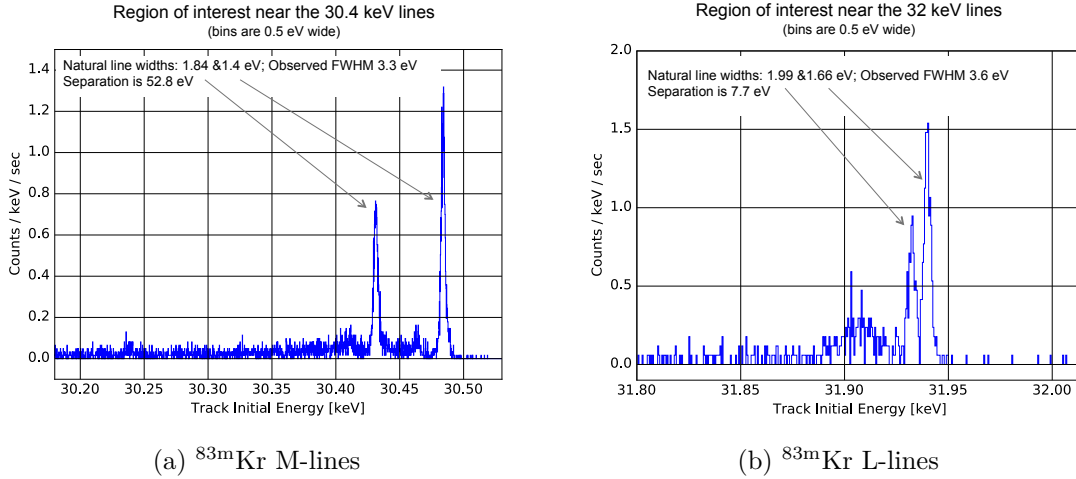 Region of interest near the 30.4 keV lines
(bins are 0.5 eV wide)
Natural line widths: 1.84 &1.4 eV; Observed FWHM 3.3 eV
Separation is 52.8 eV
Counts / keV / sec
1.4
1.2
1.0
0.8
0.6
0.4
0.2
0.0
30.20
30.25
30.30
30.35
30.40
30.45
30.50
Track Initial Energy [keV]
(a) 83mKr M-lines
Region of interest near the 32 keV lines
(bins are 0.5 eV wide)
Natural line widths: 1.99 &1.66 eV; Observed FWHM 3.6 eV
Separation is 7.7 eV
Counts / keV / sec
2.0
1.5
1.0
0.5
0.0
31.80
31.85
31.90
31.95
32.00
Track Initial Energy [keV]
(b) 83mKr L-lines